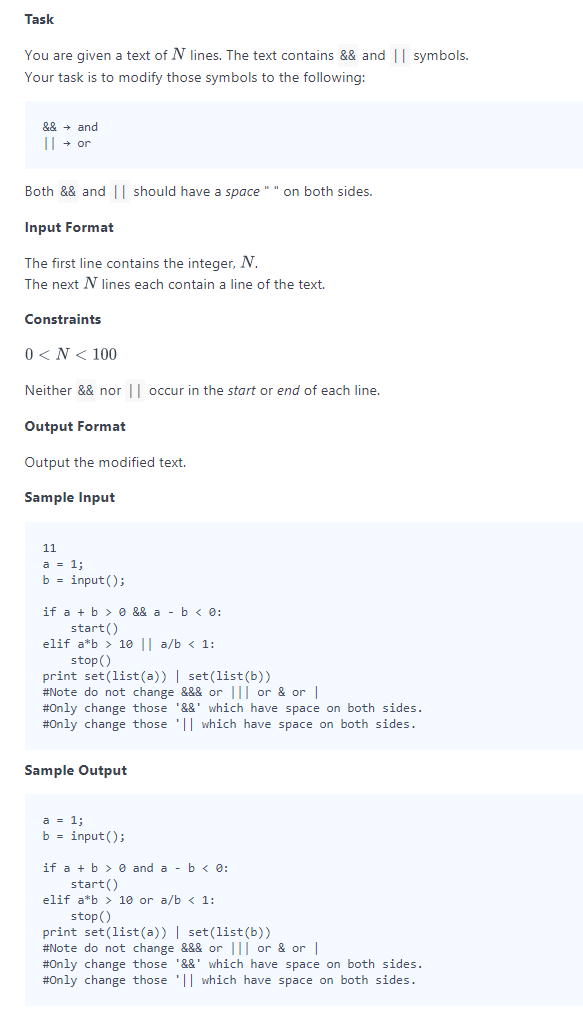 Task
You are given a text of N lines. The text contains && and || symbols.
Your task is to modify those symbols to the following:
&& → and
|| → or
Both && and || should have a space " " on both sides.
Input Format
The first line contains the integer, N.
The next N lines each contain a line of the text.
Constraints
0 < N < 100
Neither && nor || occur in the start or end of each line.
Output Format
Output the modified text.
Sample Input
11
a = 1;
b = input();

if a + b > 0 && a - b < 0:
    start()
elif a*b > 10 || a/b < 1:
    stop()
print set(list(a)) | set(list(b))
#Note do not change &&& or ||| or & or |
#Only change those '&&' which have space on both sides.
#Only change those '|| which have space on both sides.
Sample Output
a = 1;
b = input();

if a + b > 0 and a - b < 0:
    start()
elif a*b > 10 or a/b < 1:
    stop()
print set(list(a)) | set(list(b))
#Note do not change &&& or ||| or & or |
#Only change those '&&' which have space on both sides.
#Only change those '|| which have space on both sides.